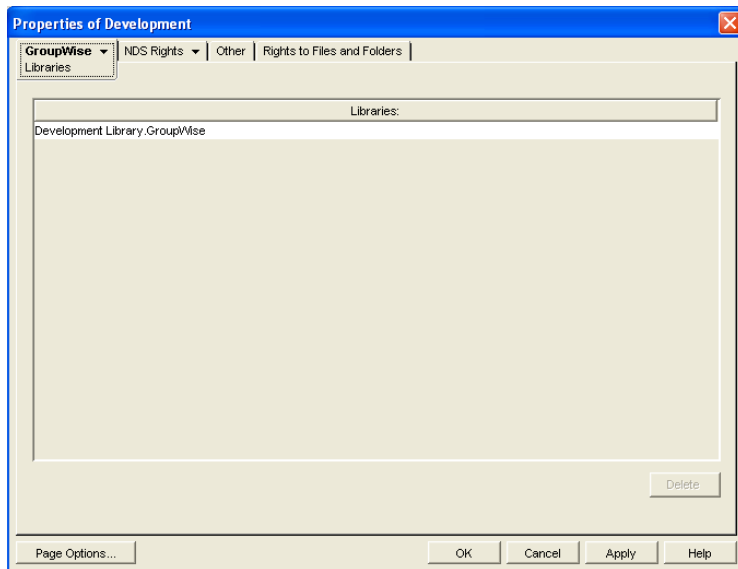 Properties of Development
GroupWise NDS Rights Other Rights to Files and Folders
Libraries
Libraries:
Development Library.GroupWise
Delete
Page Options... OK Cancel Apply Help